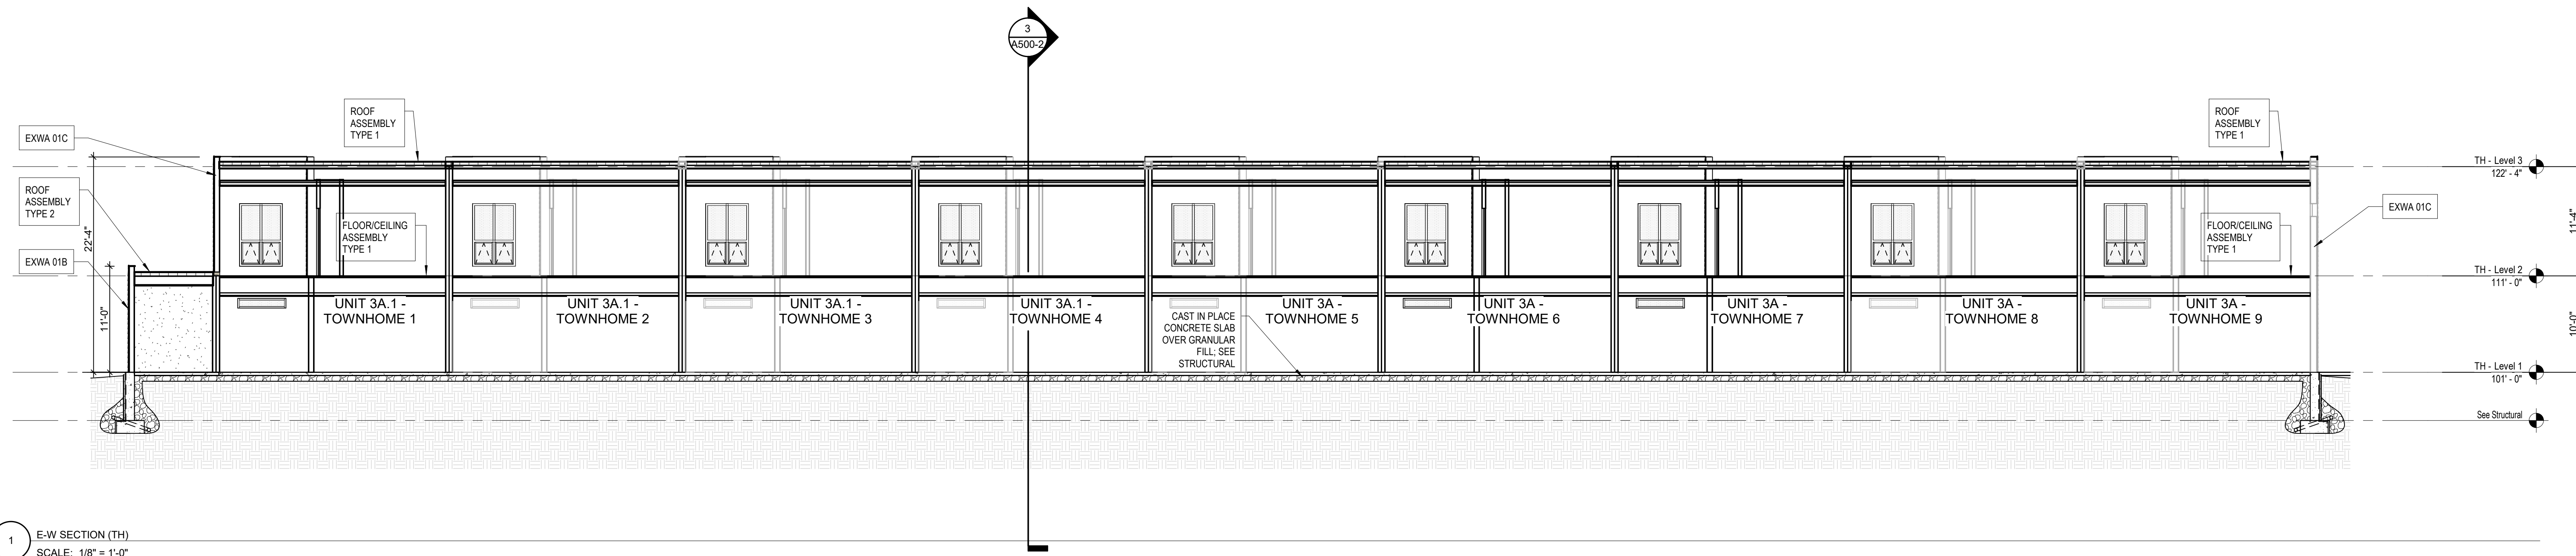 3
A500-2
ROOF
ASSEMBLY
TYPE 1
ROOF
ASSEMBLY
TYPE 1
EXWA 01C
ROOF
ASSEMBLY
TYPE 2
EXWA 01B
22'-4"
11'-0"
FLOOR/CEILING
ASSEMBLY
TYPE 1
FLOOR/CEILING
ASSEMBLY
TYPE 1
EXWA 01C
UNIT 3A.1 -
TOWNHOME 1
UNIT 3A.1 -
TOWNHOME 2
UNIT 3A.1 -
TOWNHOME 3
UNIT 3A.1 -
TOWNHOME 4
UNIT 3A -
TOWNHOME 5
UNIT 3A -
TOWNHOME 6
UNIT 3A -
TOWNHOME 7
UNIT 3A -
TOWNHOME 8
UNIT 3A -
TOWNHOME 9
CAST IN PLACE
CONCRETE SLAB
OVER GRANULAR
FILL; SEE
STRUCTURAL
TH - Level 3
122' - 4"
11'-4"
TH - Level 2
111' - 0"
10'-0"
TH - Level 1
101' - 0"
See Structural
1
E-W SECTION (TH)
SCALE: 1/8" = 1'-0"